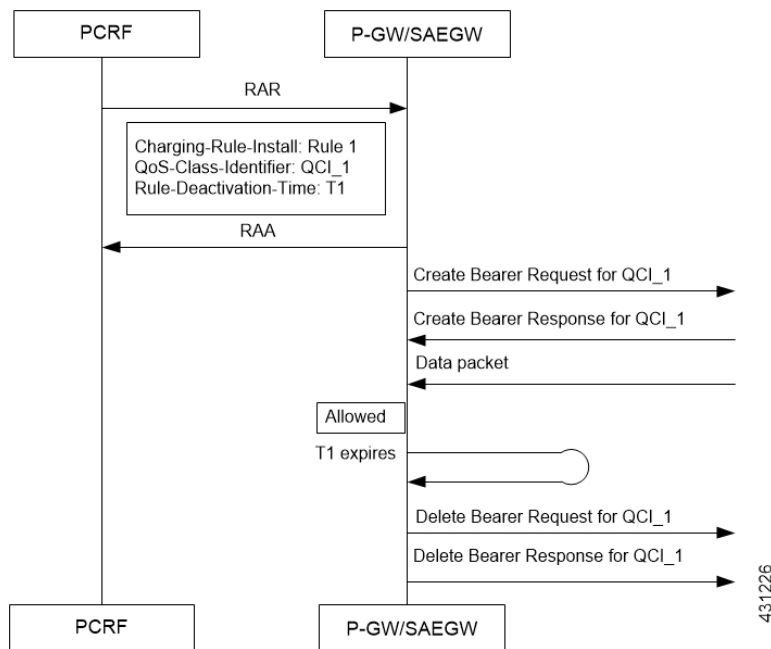 PCRF
P-GW/SAEGW
RAR
Charging-Rule-Install: Rule 1
QoS-Class-Identifier: QCI_1
Rule-Deactivation-Time: T1
RAA
Create Bearer Request for QCI_1
Create Bearer Response for QCI_1
Data packet
Allowed
T1 expires
Delete Bearer Request for QCI_1
Delete Bearer Response for QCI_1
PCRF
P-GW/SAEGW
431226